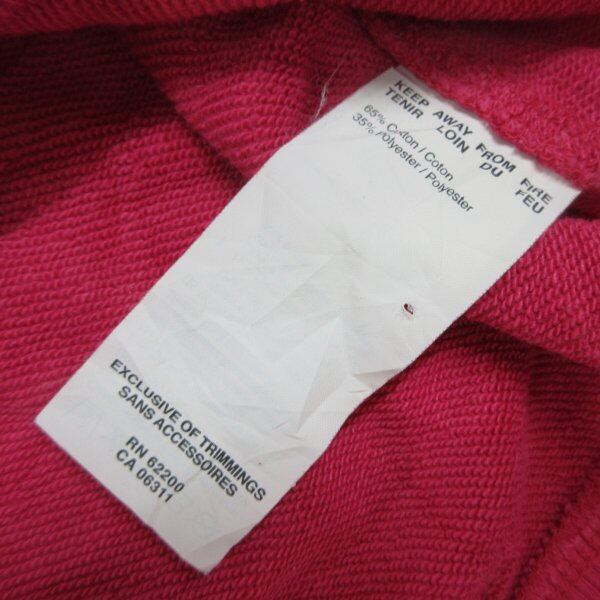 KEEP AWAY FROM FIRE
TENIR LOIN DU FEU
65% Coton / Cotton
35% Polyester / Polyester
EXCLUSIVE OF TRIMMINGS
SANS ACCESSOIRES
RN 62200
CA 06311